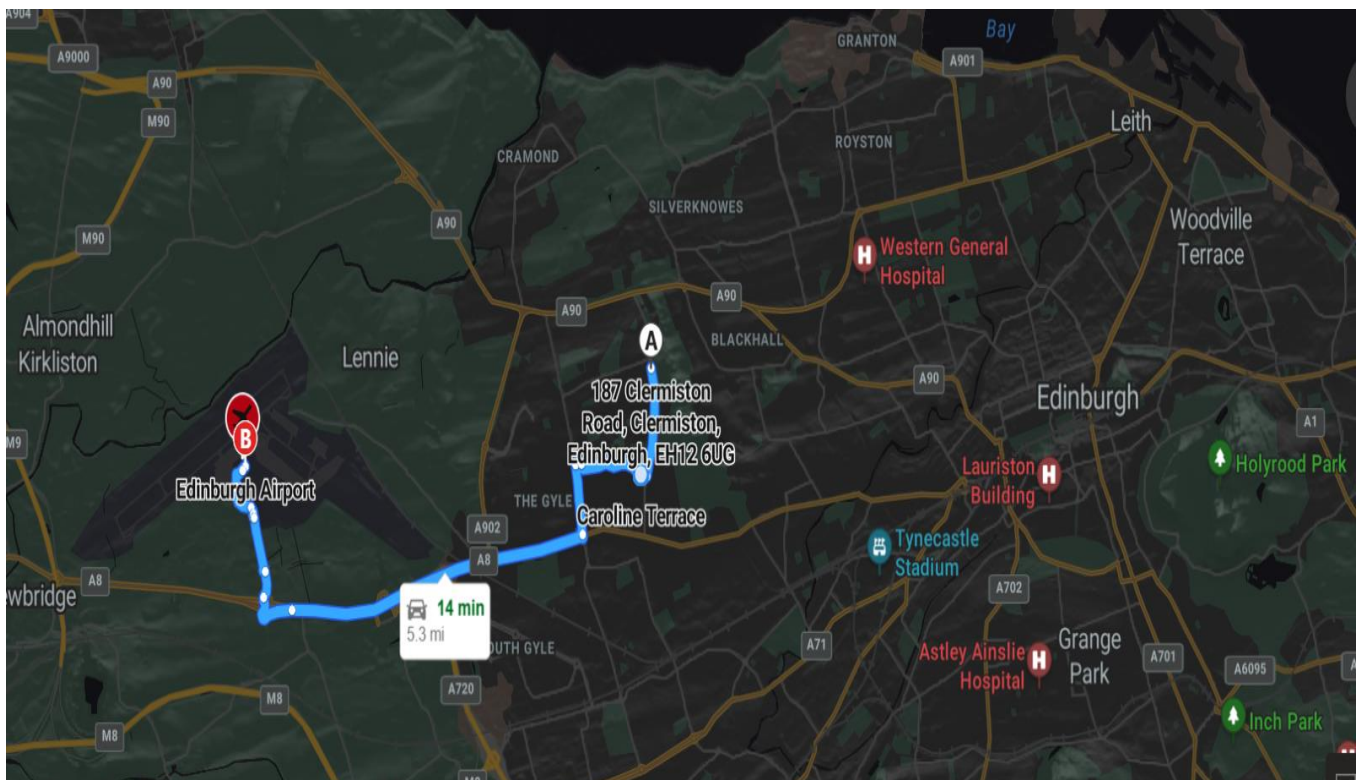 A904
A9000
A90
M90
Bay
GRANTON
A901
Leith
CRAMOND
ROYSTON
SILVERKNOWES
A90
M90
Western General
Hospital
Woodville
Terrace
A90
A90
Almondhill
Kirkliston
Lennie
A
BLACKHALL
187 Clermiston
Road, Clermiston,
Edinburgh, EH12 6UG
A90
Edinburgh
A1
M9
B
Edinburgh Airport
THE GYLE
Caroline Terrace
Lauriston
Building
Holyrood Park
A902
A8
Tynecastle
Stadium
A8
ewbridge
14 min
5.3 mi
OUTH GYLE
A702
A71
Astley Ainslie
Hospital
Grange
Park
A701
A6095
A720
M8
M8
Inch Park